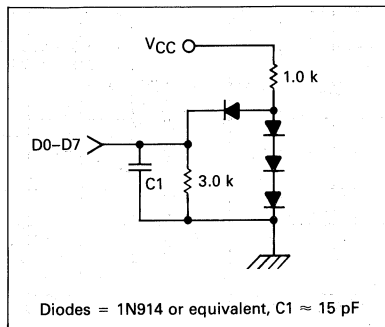 VCC
1.0 k
D0–D7
C1
3.0 k
Diodes = 1N914 or equivalent, C1 ≈ 15 pF